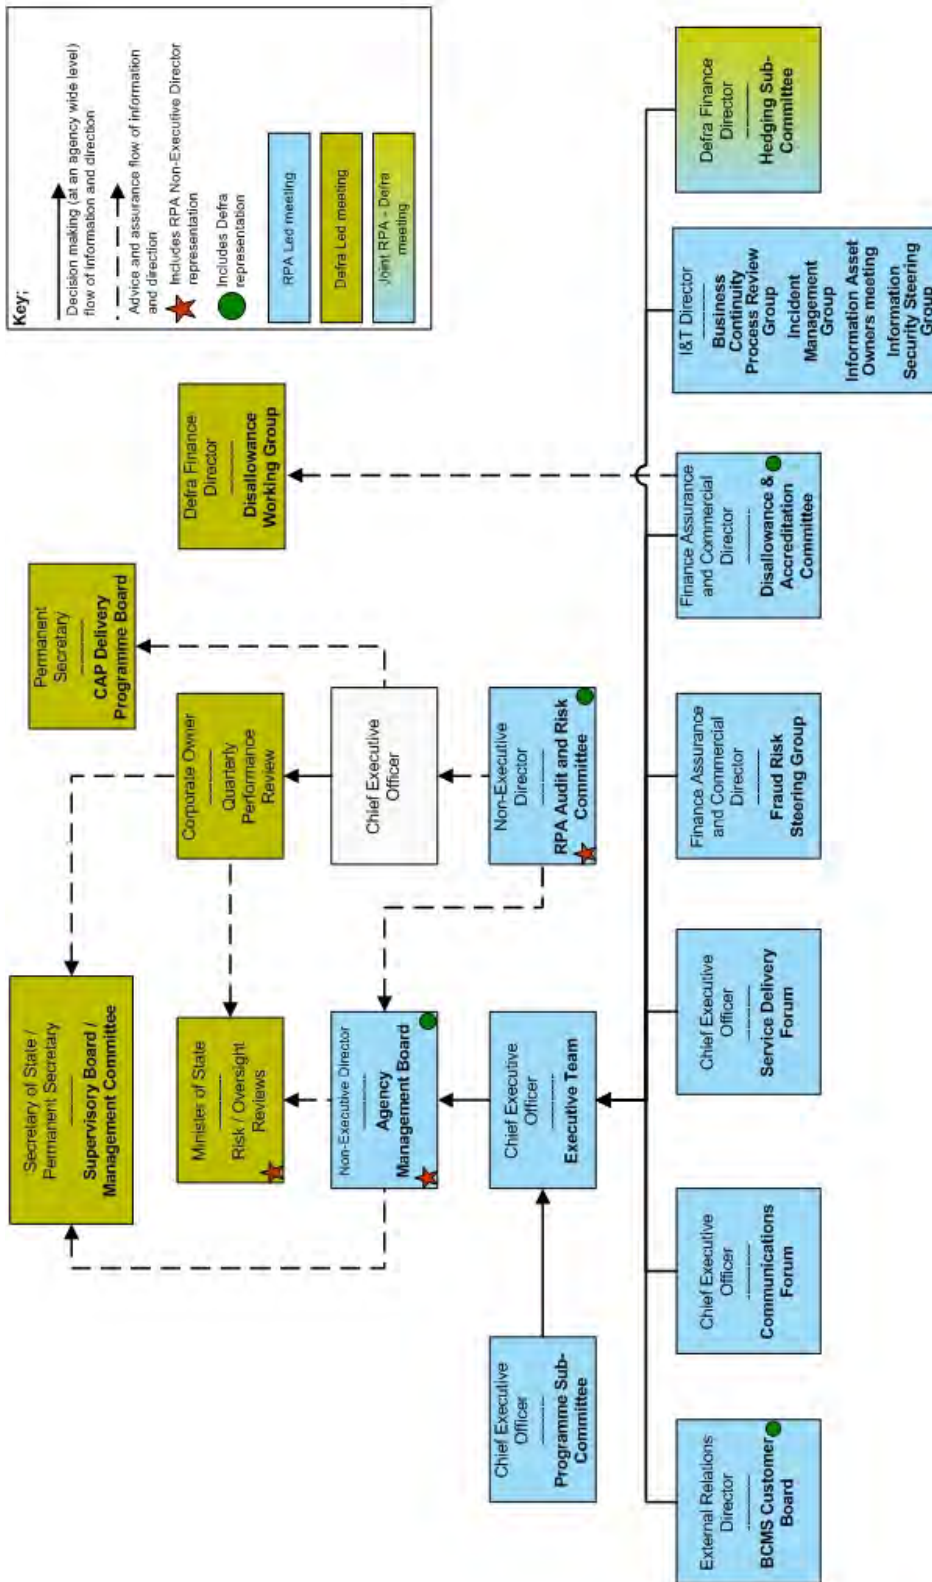 Key;
Decision making (at an agency wide level)
flow of information and direction
Advice and assurance flow of information
and direction
Includes RPA Non-Executive Director
representation
Includes Defra
representation
RPA Led meeting
Defra Led meeting
Joint RPA - Defra
meeting
Secretary of State /
Permanent Secretary
Supervisory Board /
Management Committee
Permanent
Secretary
CAP Delivery
Programme Board
Minister of State
Risk / Oversight
Reviews
Corporate Owner
Quarterly
Performance
Review
Defra Finance
Director
Disallowance
Working Group
Non-Executive Director
Agency
Management Board
Chief Executive
Officer
Chief Executive
Officer
Programme Sub-
Committee
Chief Executive
Officer
Executive Team
Non-Executive
Director
RPA Audit and Risk
Committee
External Relations
Director
BCMS Customer
Board
Chief Executive
Officer
Communications
Forum
Chief Executive
Officer
Service Delivery
Forum
Finance Assurance
and Commercial
Director
Fraud Risk
Steering Group
Finance Assurance
and Commercial
Director
Disallowance &
Accreditation
Committee
I&T Director
Business
Continuity
Process Review
Group
Incident
Management
Group
Information Asset
Owners meeting
Information
Security Steering
Group
Defra Finance
Director
Hedging Sub-
Committee